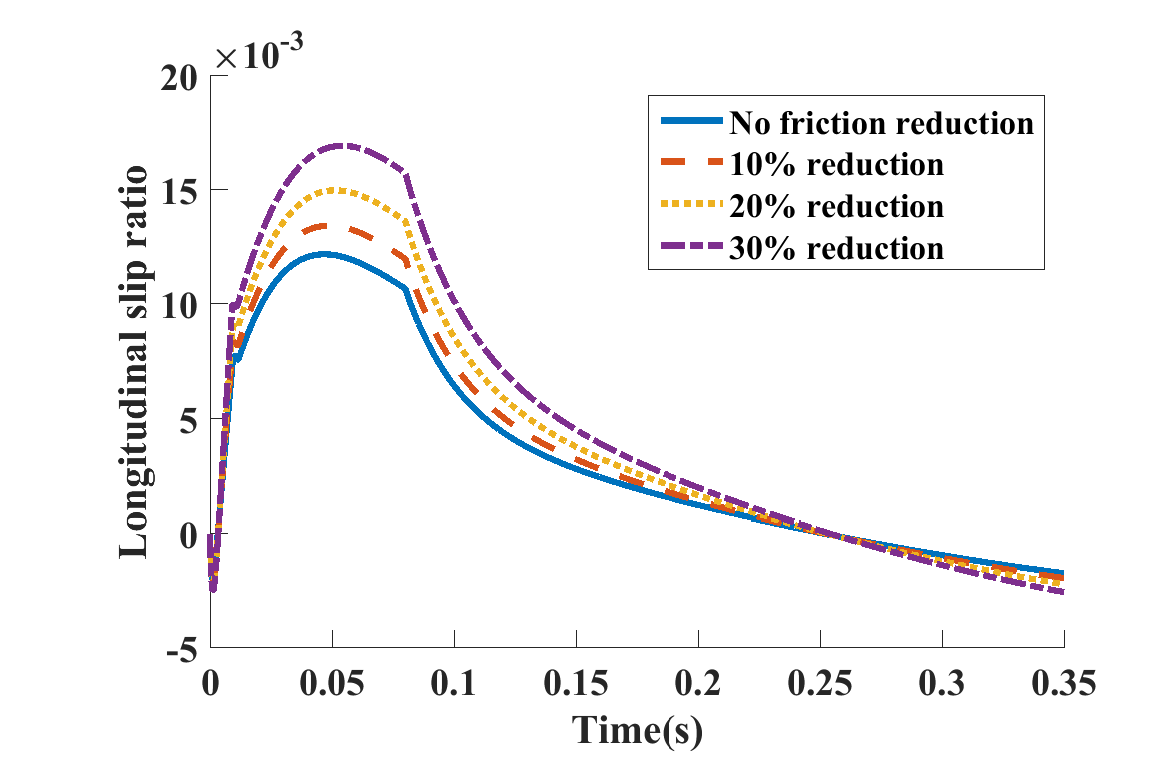 ×10-3
20
15
10
5
0
-5
0 0.05 0.1 0.15 0.2 0.25 0.3 0.35
Time(s)
Longitudinal slip ratio
No friction reduction
10% reduction
20% reduction
30% reduction